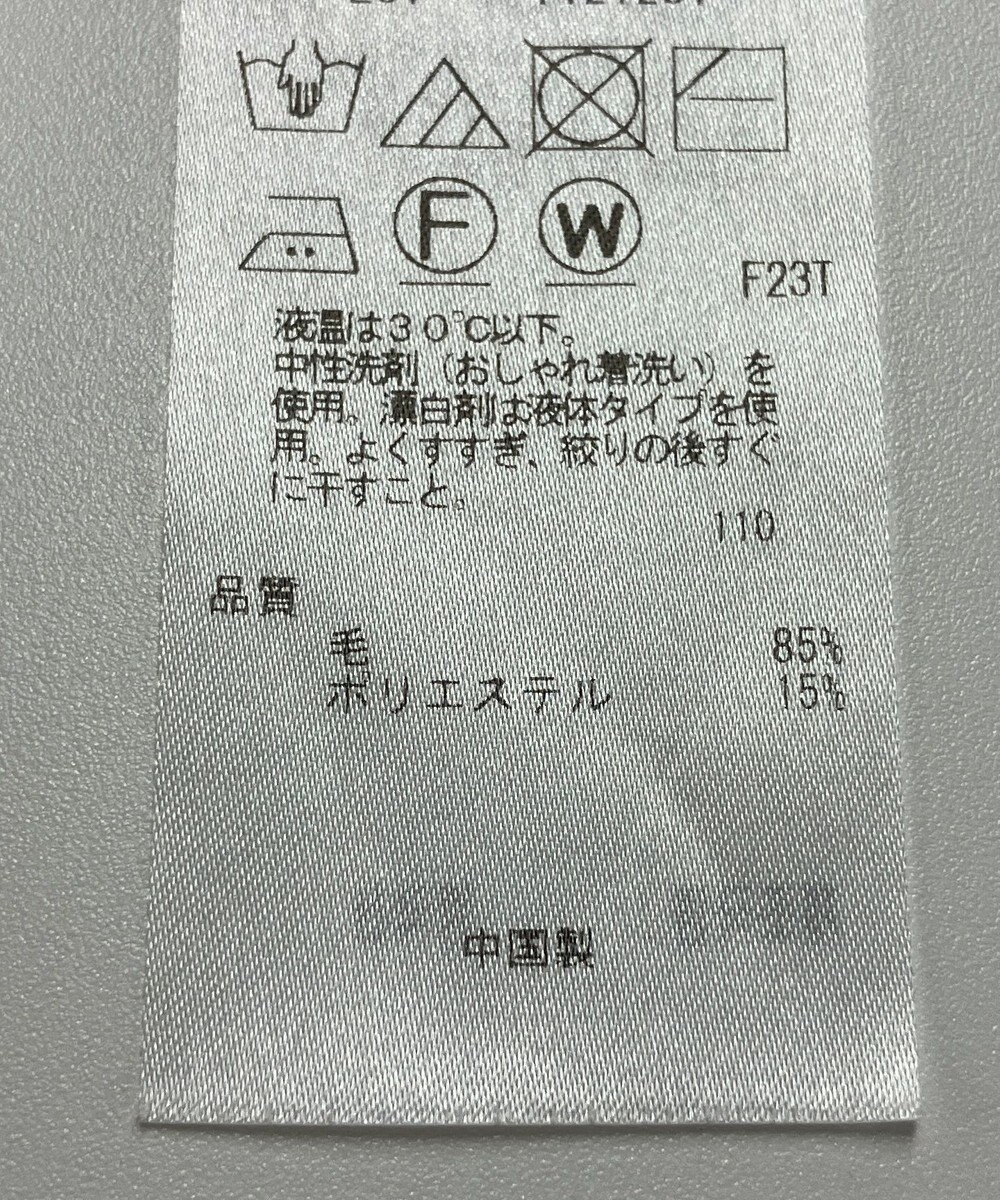 F
W
F23T
液温は30℃以下。
中性洗剤（おしゃれ着洗い）を
使用。漂白剤は液体タイプを使
用。よくすすぎ、絞りの後すぐ
に干すこと。
110
品質
毛 85%
ポリエステル 15%
中国製